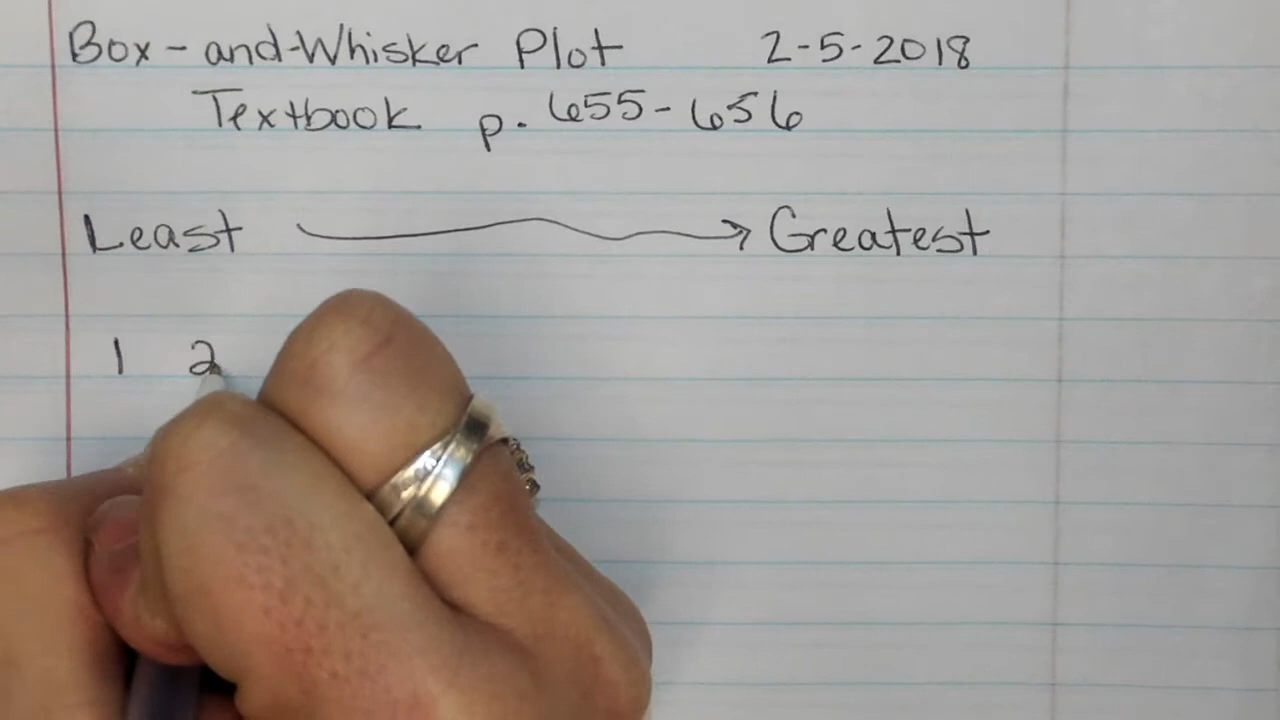 Box-and-Whisker Plot 2-5-2018
Textbook p. 655-656
Least → Greatest
1 2